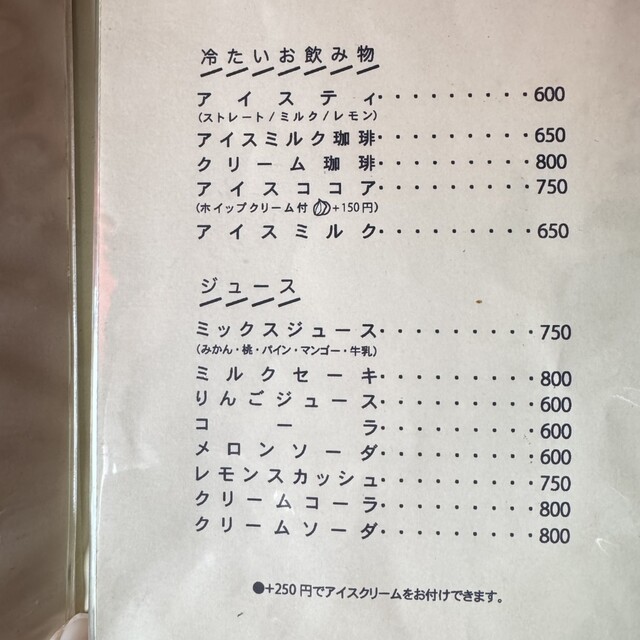 冷たいお飲み物
アイスティ・・・・・・・・・600
(ストレート/ミルク/レモン)
アイスミルク珈琲・・・・・・・・・650
クリーム珈琲・・・・・・・・・800
アイスココア・・・・・・・・・750
(ホイップクリーム付 +150円)
アイスミルク・・・・・・・・・650
ジュース
ミックスジュース・・・・・・・・・750
(みかん・桃・パイン・マンゴー・牛乳)
ミルクセーキ・・・・・・・・・800
りんごジュース・・・・・・・・・600
コーラ・・・・・・・・・600
メロンソーダ・・・・・・・・・600
レモンスカッシュ・・・・・・・・・750
クリームコーラ・・・・・・・・・800
クリームソーダ・・・・・・・・・800
●+250円でアイスクリームをお付けできます。